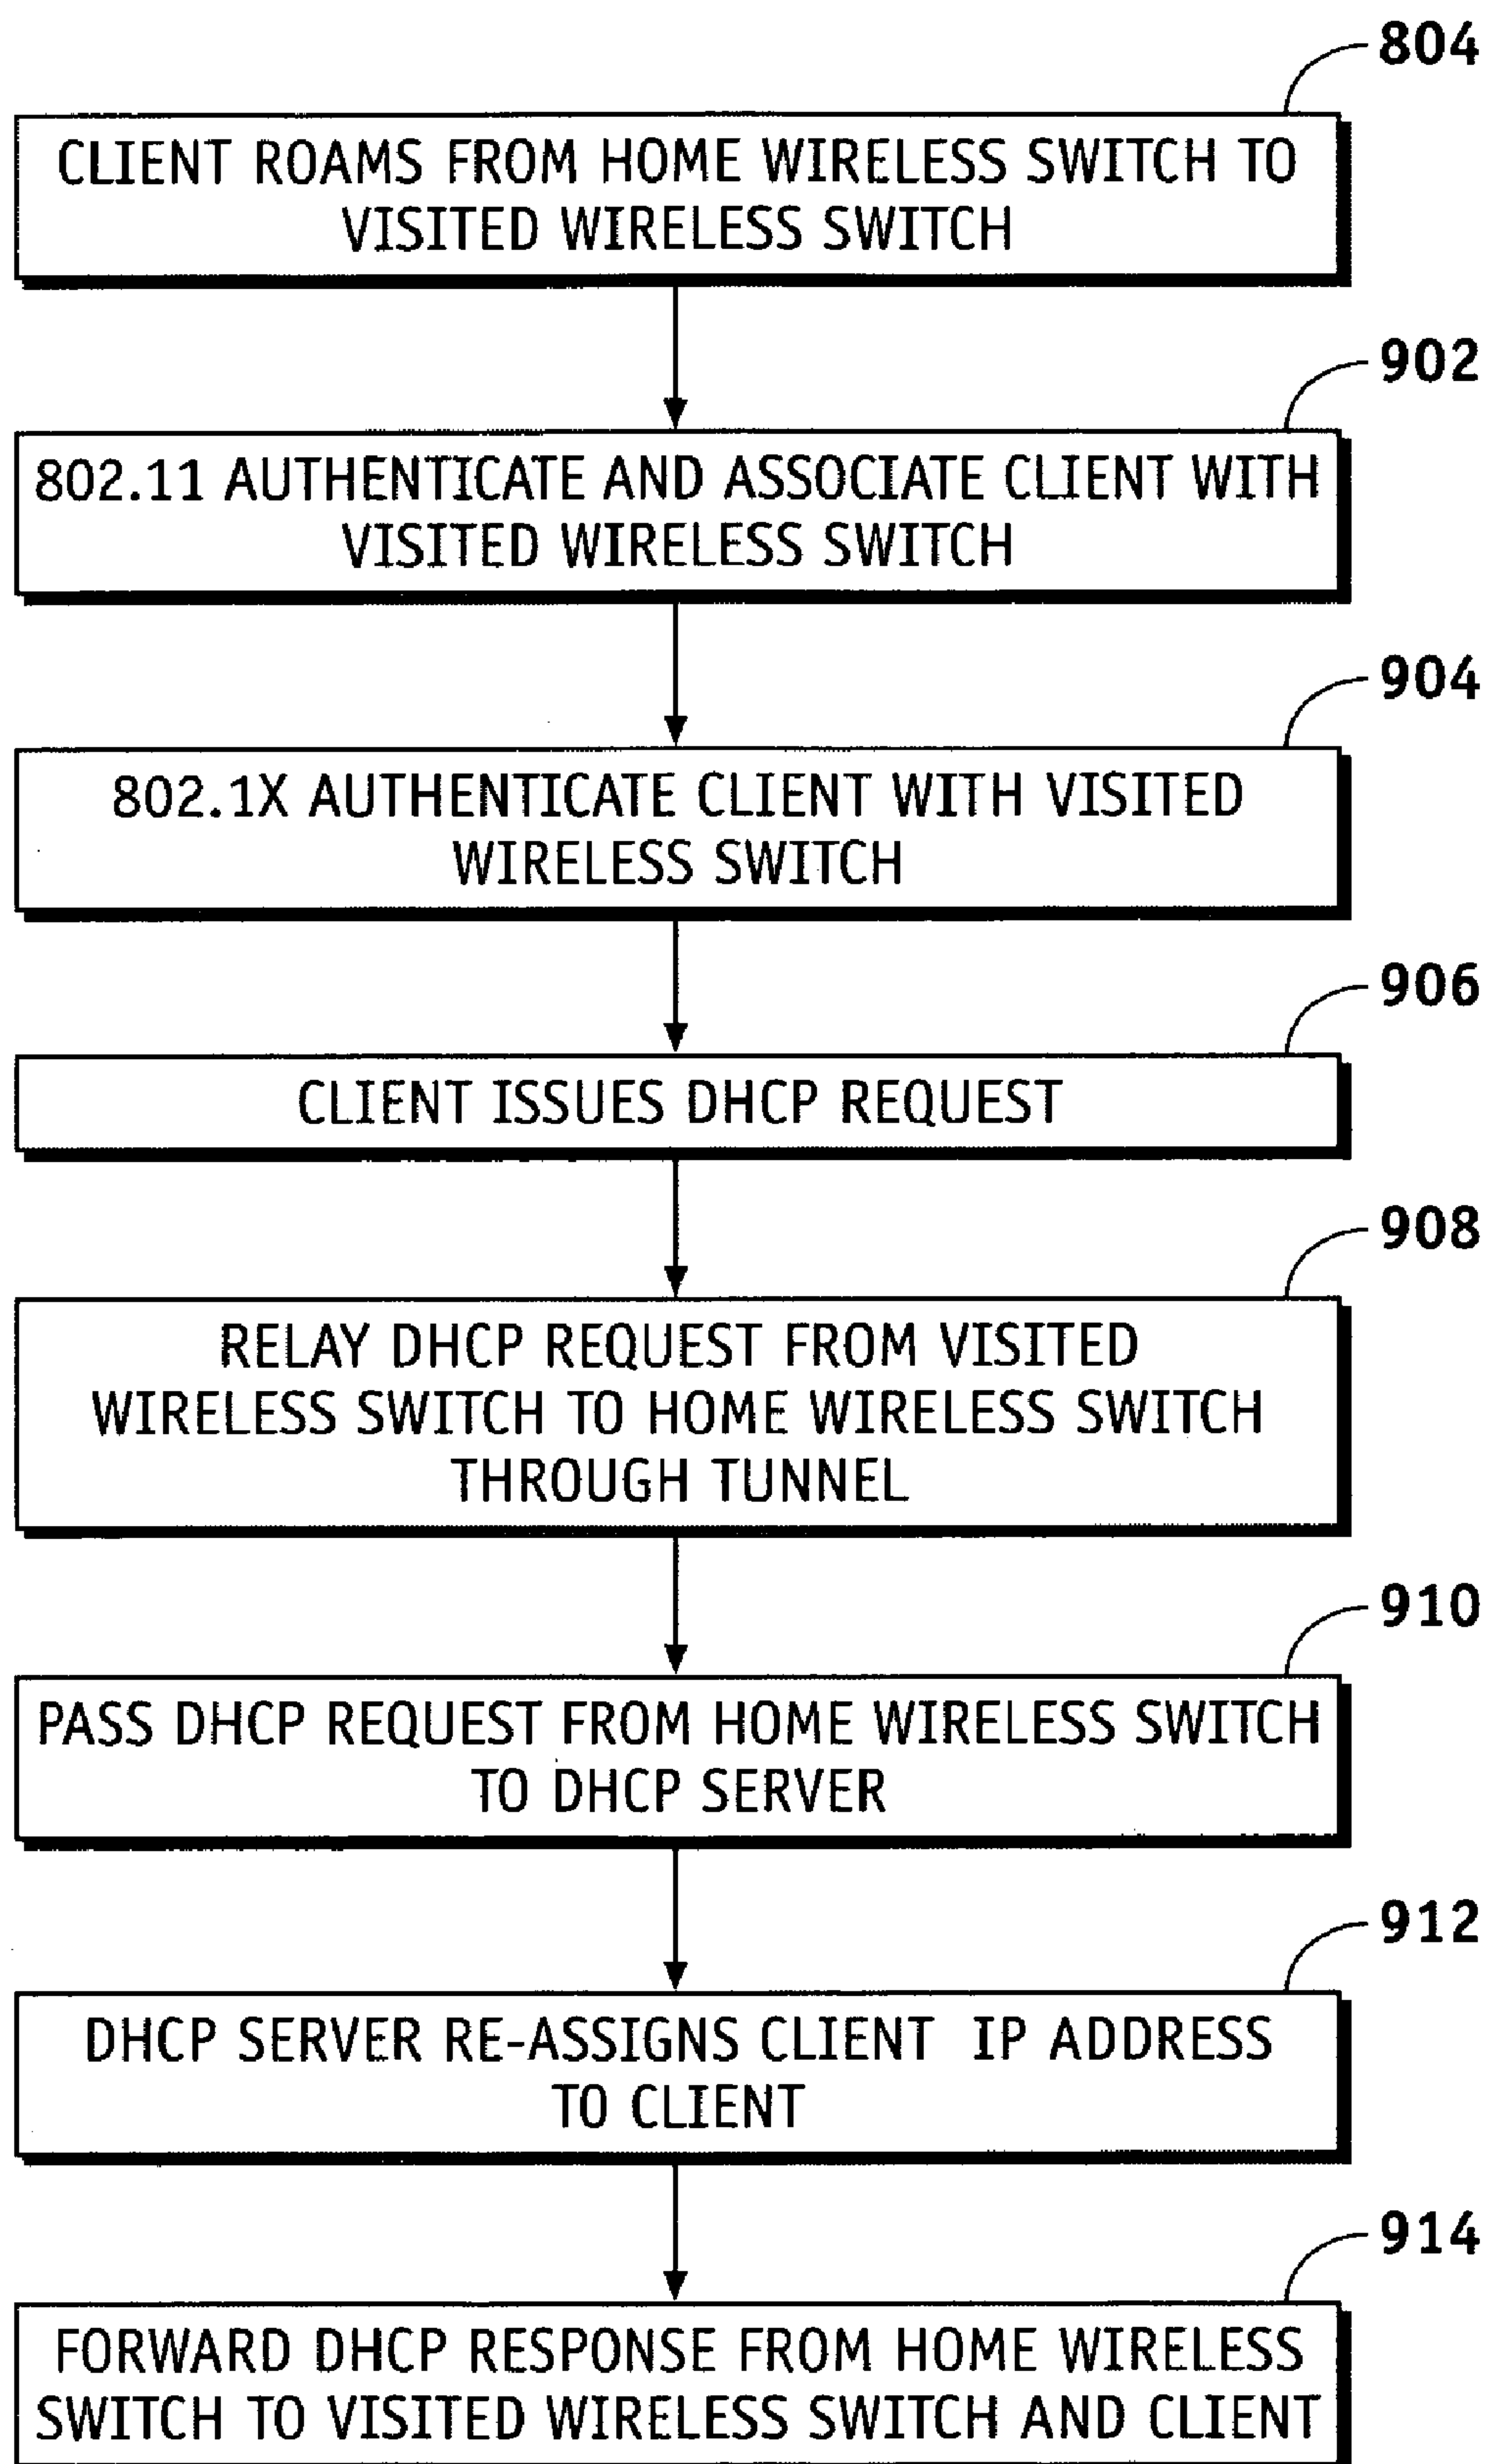 804
CLIENT ROAMS FROM HOME WIRELESS SWITCH TO
VISITED WIRELESS SWITCH
902
802.11 AUTHENTICATE AND ASSOCIATE CLIENT WITH
VISITED WIRELESS SWITCH
904
802.1X AUTHENTICATE CLIENT WITH VISITED
WIRELESS SWITCH
906
CLIENT ISSUES DHCP REQUEST
908
RELAY DHCP REQUEST FROM VISITED
WIRELESS SWITCH TO HOME WIRELESS SWITCH
THROUGH TUNNEL
910
PASS DHCP REQUEST FROM HOME WIRELESS SWITCH
TO DHCP SERVER
912
DHCP SERVER RE-ASSIGNS CLIENT IP ADDRESS
TO CLIENT
914
FORWARD DHCP RESPONSE FROM HOME WIRELESS
SWITCH TO VISITED WIRELESS SWITCH AND CLIENT